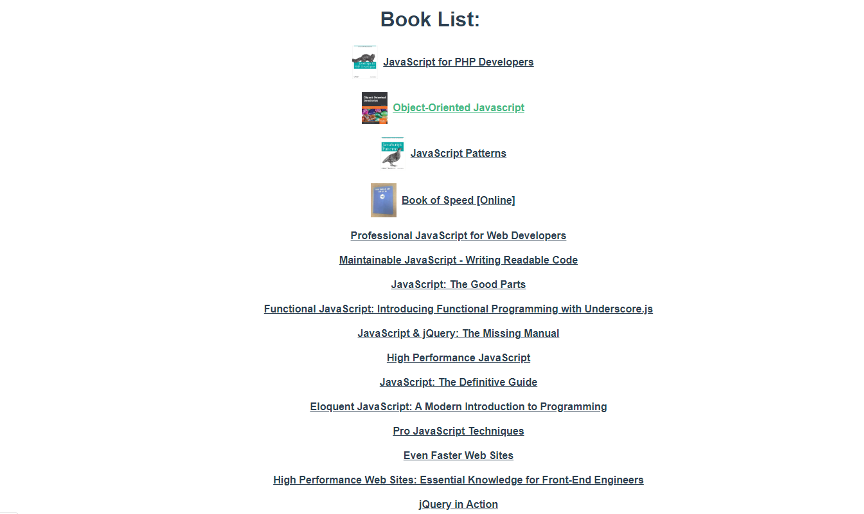 Book List:
JavaScript for PHP Developers
Object-Oriented Javascript
JavaScript Patterns
Book of Speed [Online]
Professional JavaScript for Web Developers
Maintainable JavaScript - Writing Readable Code
JavaScript: The Good Parts
Functional JavaScript: Introducing Functional Programming with Underscore.js
JavaScript & jQuery: The Missing Manual
High Performance JavaScript
JavaScript: The Definitive Guide
Eloquent JavaScript: A Modern Introduction to Programming
Pro JavaScript Techniques
Even Faster Web Sites
High Performance Web Sites: Essential Knowledge for Front-End Engineers
jQuery in Action